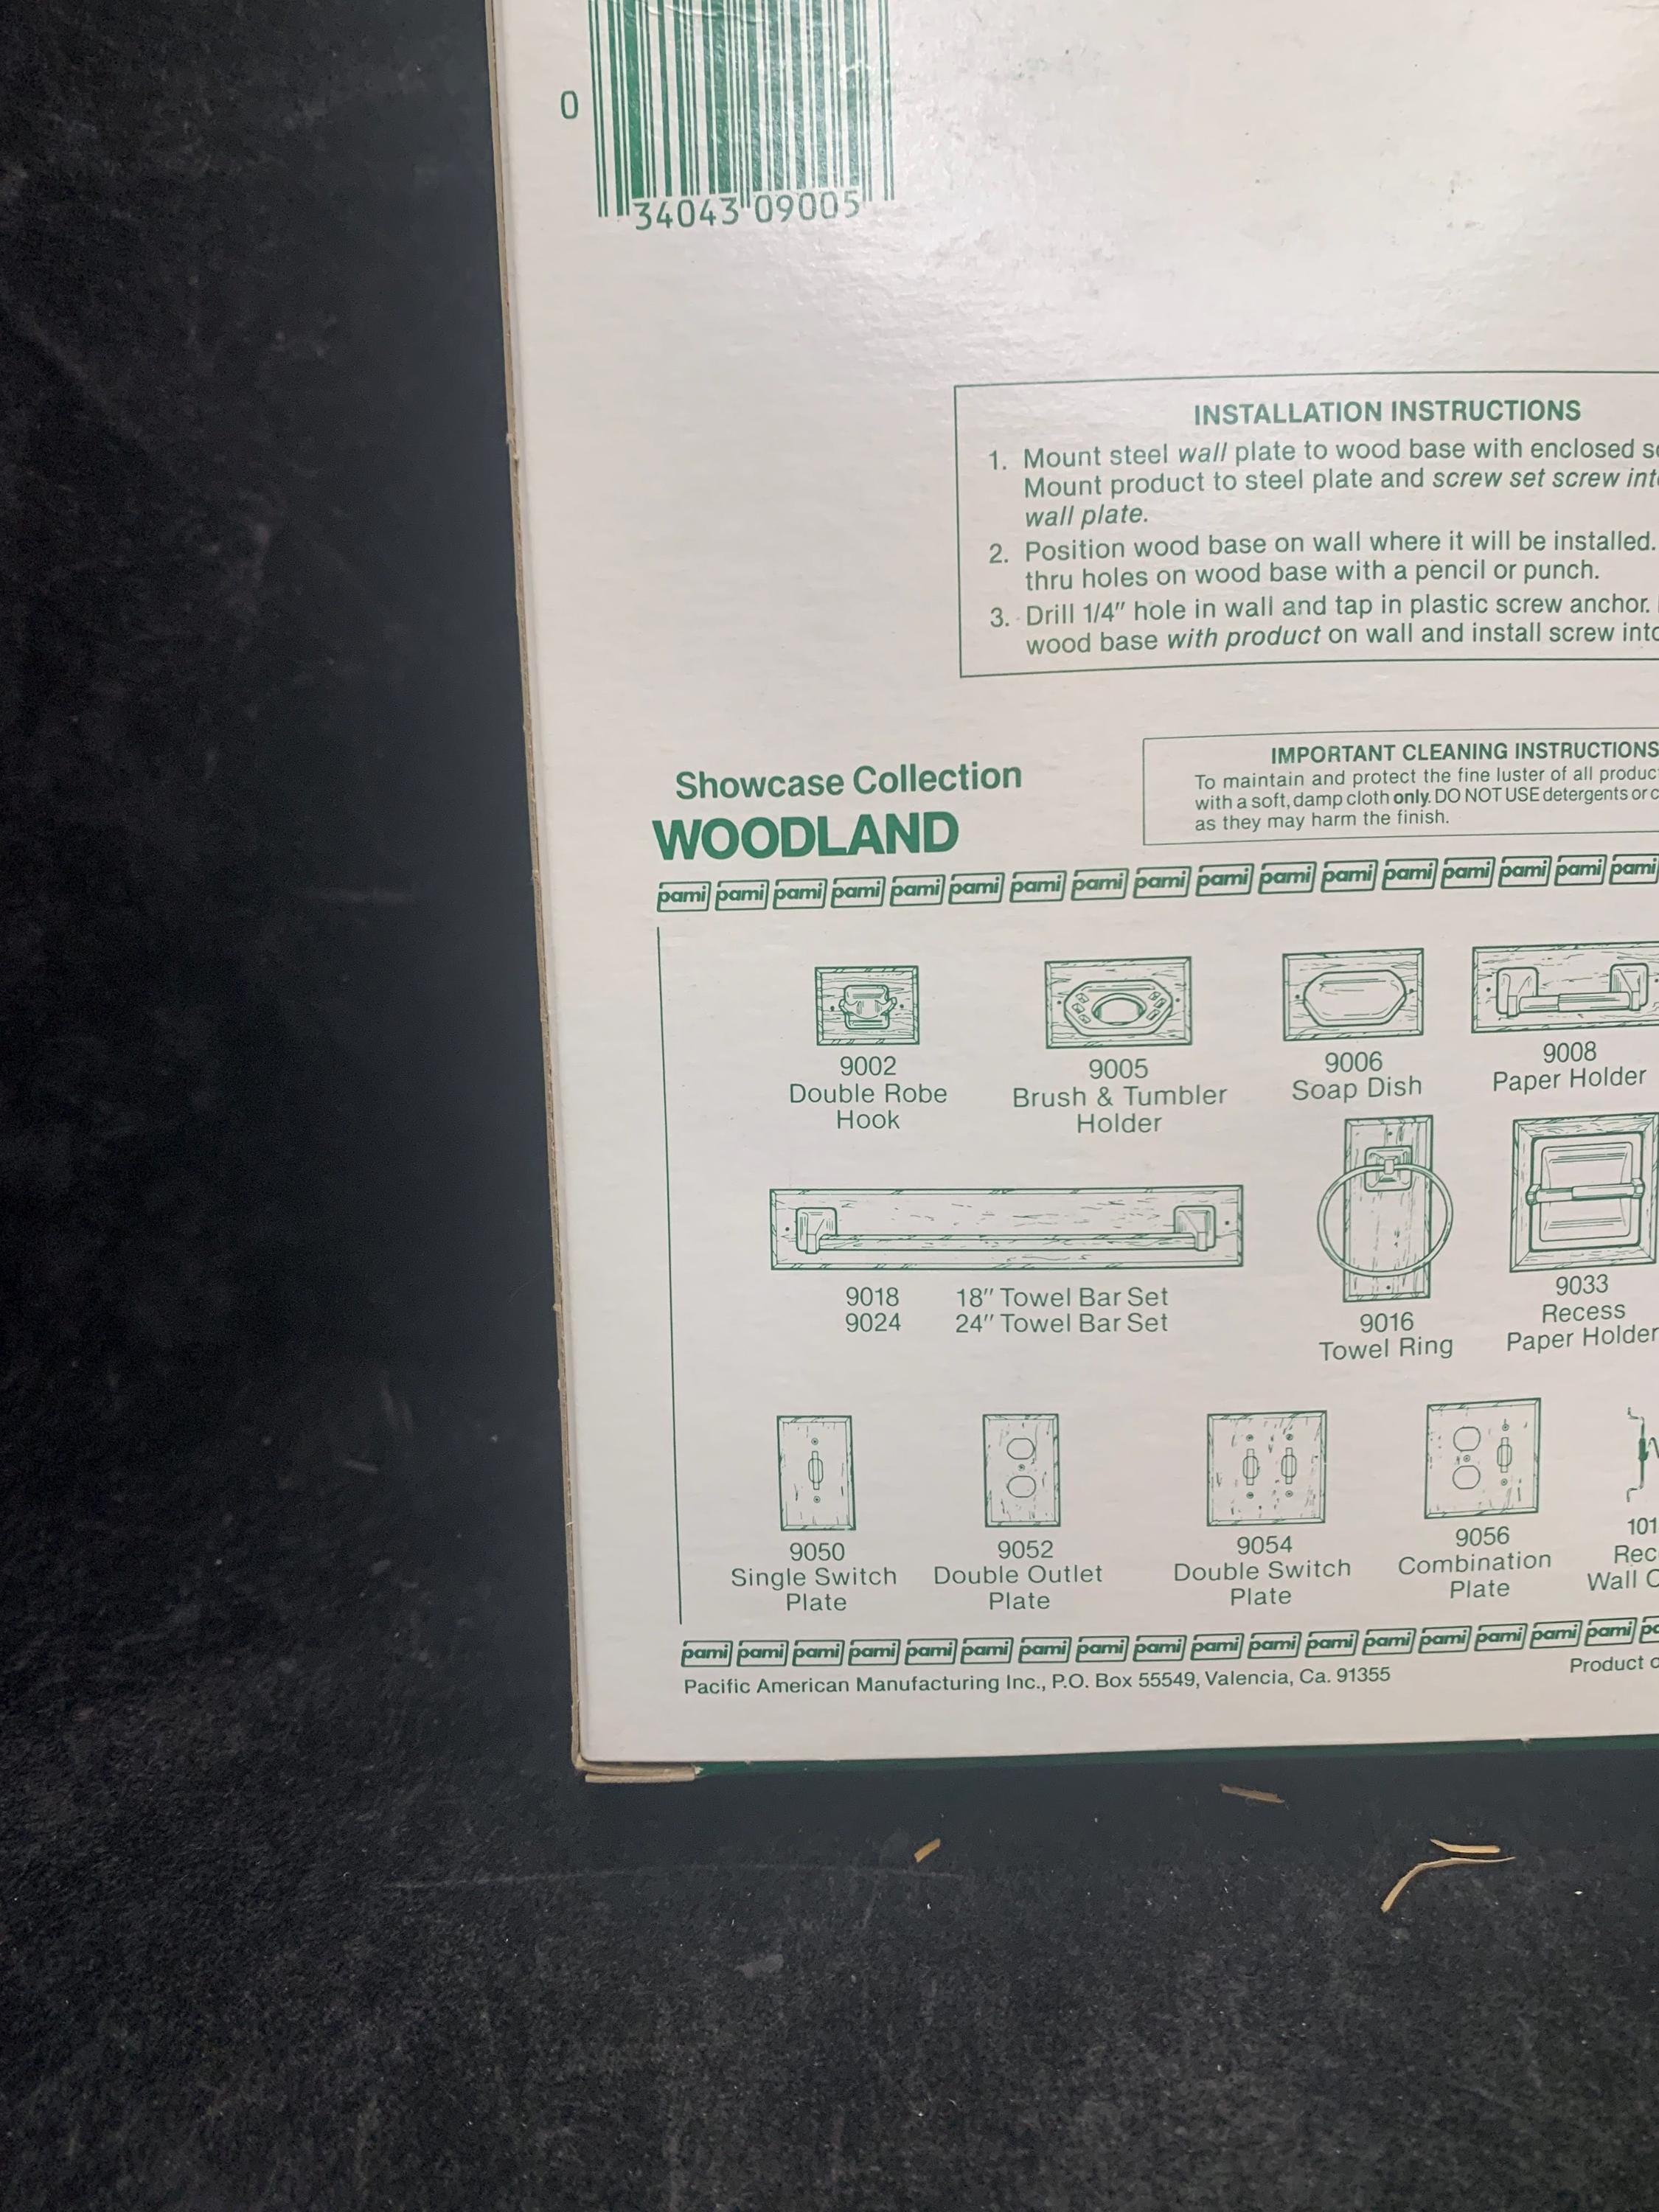 0
34043 09005
INSTALLATION INSTRUCTIONS
1. Mount steel wall plate to wood base with enclosed
Mount product to steel plate and screw set screw
wall plate.
2. Position wood base on wall where it will be installed.
thru holes on wood base with a pencil or punch.
3. Drill 1/4" hole in wall and tap in plastic screw anchor.
wood base with product on wall and install screw
IMPORTANT CLEANING INSTRUCTIONS
To maintain and protect the fine luster of all
with a soft, damp cloth only. DO NOT USE detergents or
as they may harm the finish.
Showcase Collection
WOODLAND
pami pami pami pami pami pami pami pami pami pami pami pami pami pami pami pami pami
9002
Double Robe
Hook
9005
Brush & Tumbler
Holder
9006
Soap Dish
9008
Paper Holder
9018 18" Towel Bar Set
9024 24" Towel Bar Set
9016
Towel Ring
9033
Recess
Paper Holder
9050
Single Switch
Plate
9052
Double Outlet
Plate
9054
Double Switch
Plate
9056
Combination
Plate
101
Rec
Wall
pami pami pami pami pami pami pami pami pami pami pami pami pami pami pami pami pami
Pacific American Manufacturing Inc., P.O. Box 55549, Valencia, Ca. 91355
Product